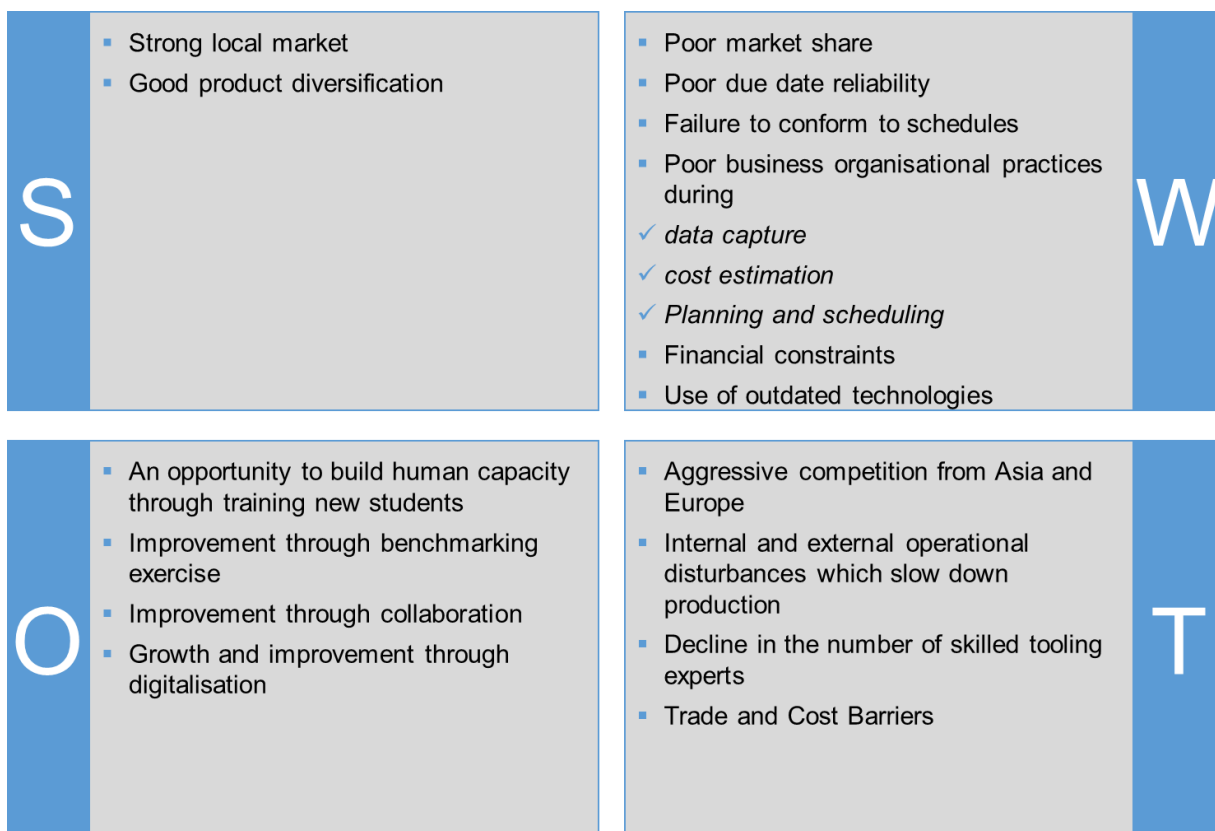 S
Strong local market
Good product diversification
Poor market share
Poor due date reliability
Failure to conform to schedules
Poor business organisational practices
during
data capture
cost estimation
Planning and scheduling
Financial constraints
Use of outdated technologies
W
O
An opportunity to build human capacity
through training new students
Improvement through benchmarking
exercise
Improvement through collaboration
Growth and improvement through
digitalisation
Aggressive competition from Asia and
Europe
Internal and external operational
disturbances which slow down
production
Decline in the number of skilled tooling
experts
Trade and Cost Barriers
T